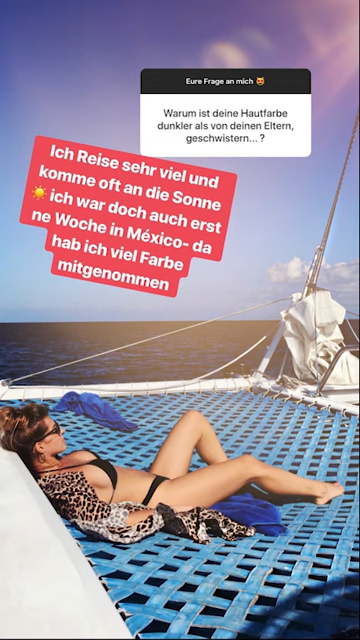 Eure Frage an mich 😻
Warum ist deine Hautfarbe
dunkler als von deinen Eltern,
geschwistern... ?
Ich Reise sehr viel und
komme oft an die Sonne
☀️ ich war doch auch erst
ne Woche in México- da
hab ich viel Farbe
mitgenommen